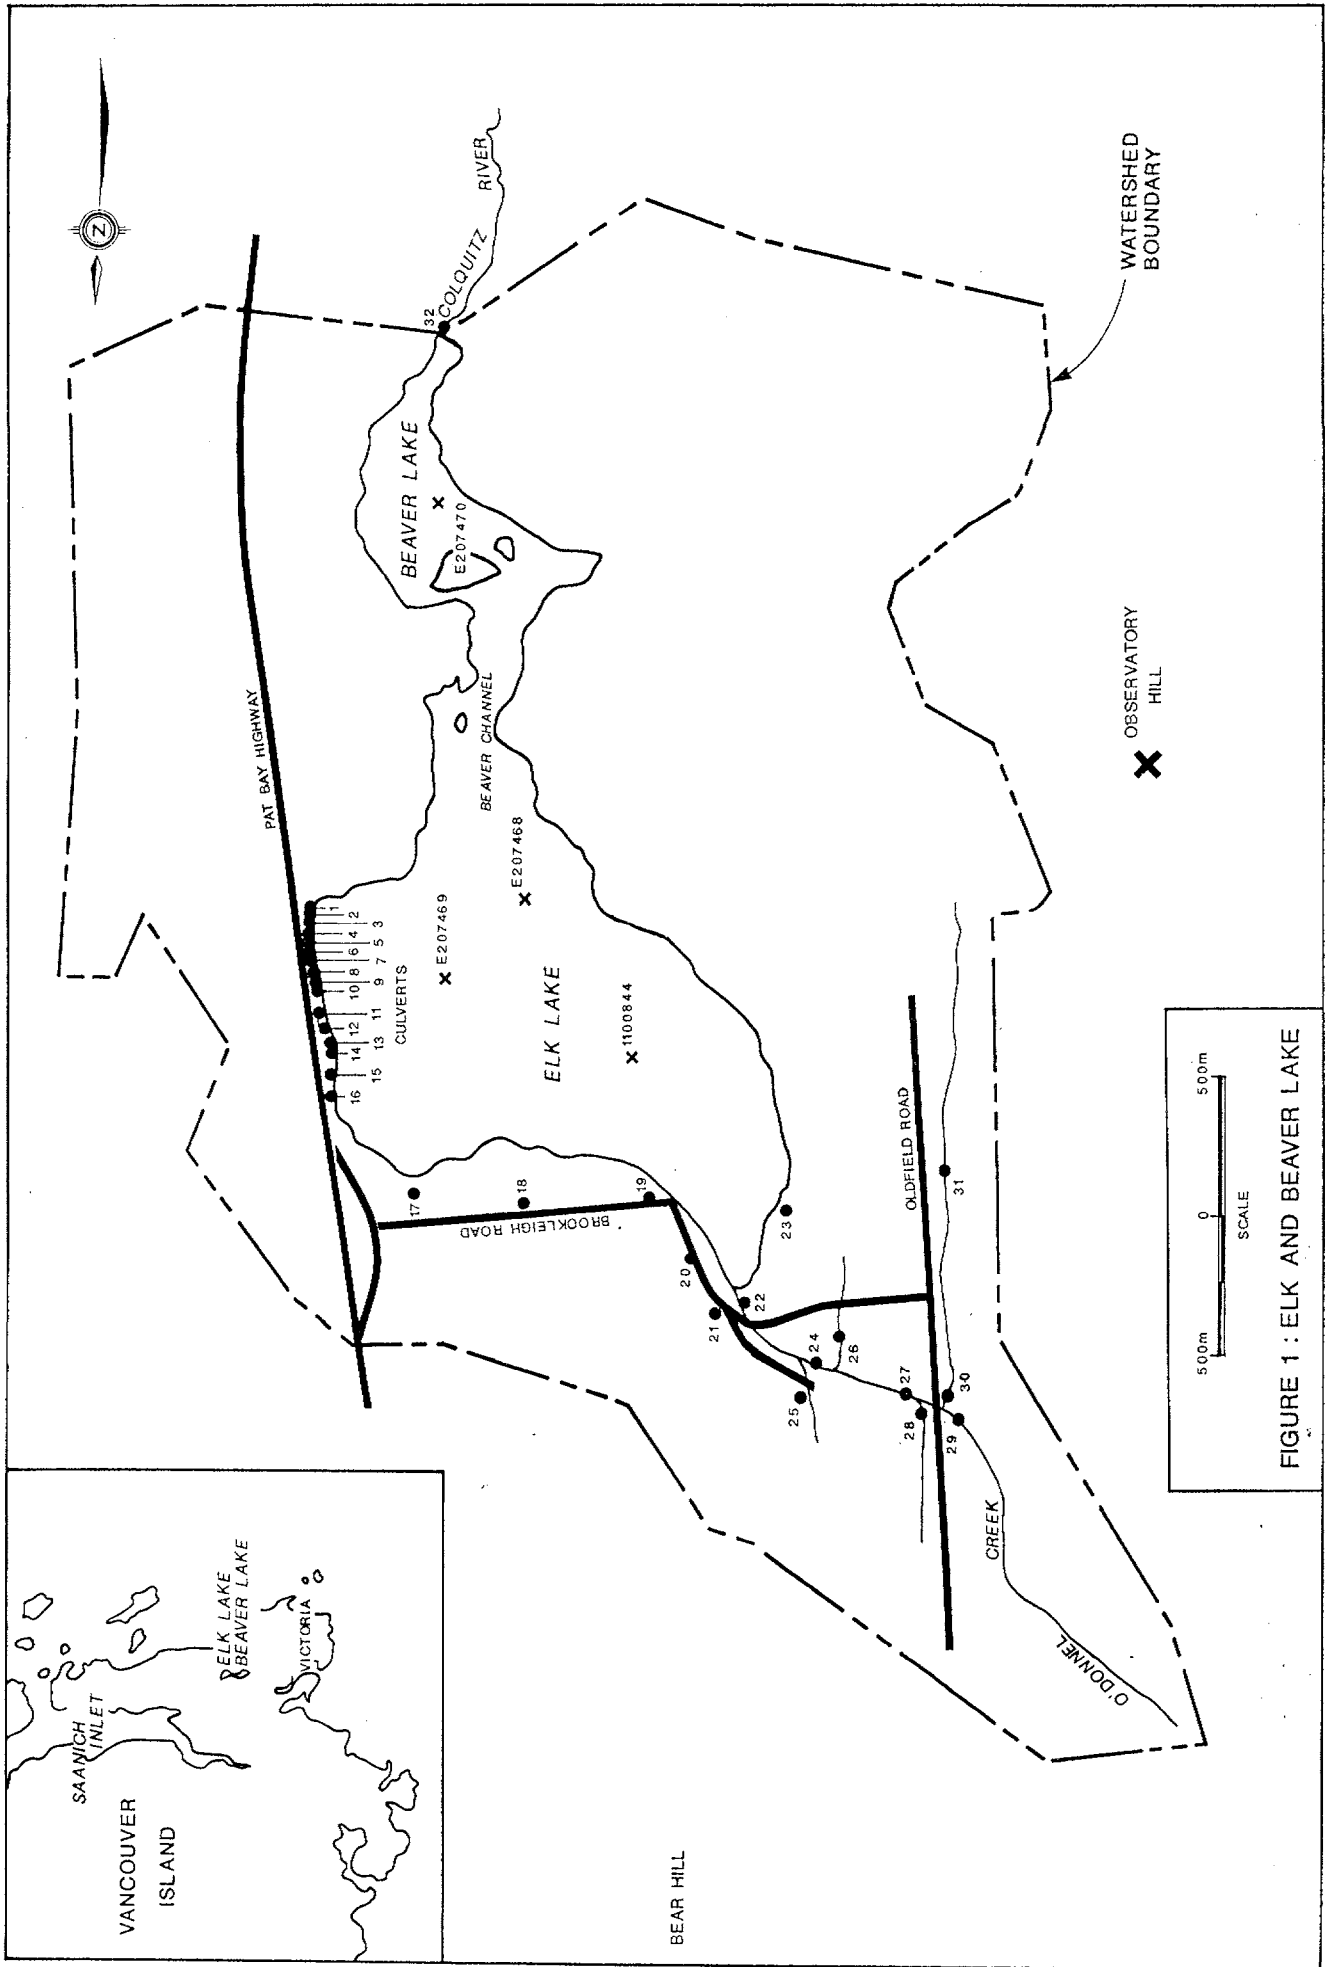 VANCOUVER
ISLAND
SAANICH
INLET
ELK LAKE
BEAVER LAKE
VICTORIA
N
PAT BAY HIGHWAY
32
COLQUITZ RIVER
BEAVER LAKE
E207470
BEAVER CHANNEL
E207468
E207469
ELK LAKE
1100844
1
2
3
4
5
6
7
8
9
10
11
12
13
14
15
16
CULVERTS
17
18
19
BROOKLEIGH ROAD
20
21
22
23
24
25
26
27
28
29
30
31
OLDFIELD ROAD
O'DONNEL CREEK
BEAR HILL
OBSERVATORY
HILL
WATERSHED
BOUNDARY
500m 0 500m
SCALE
FIGURE 1 : ELK AND BEAVER LAKE